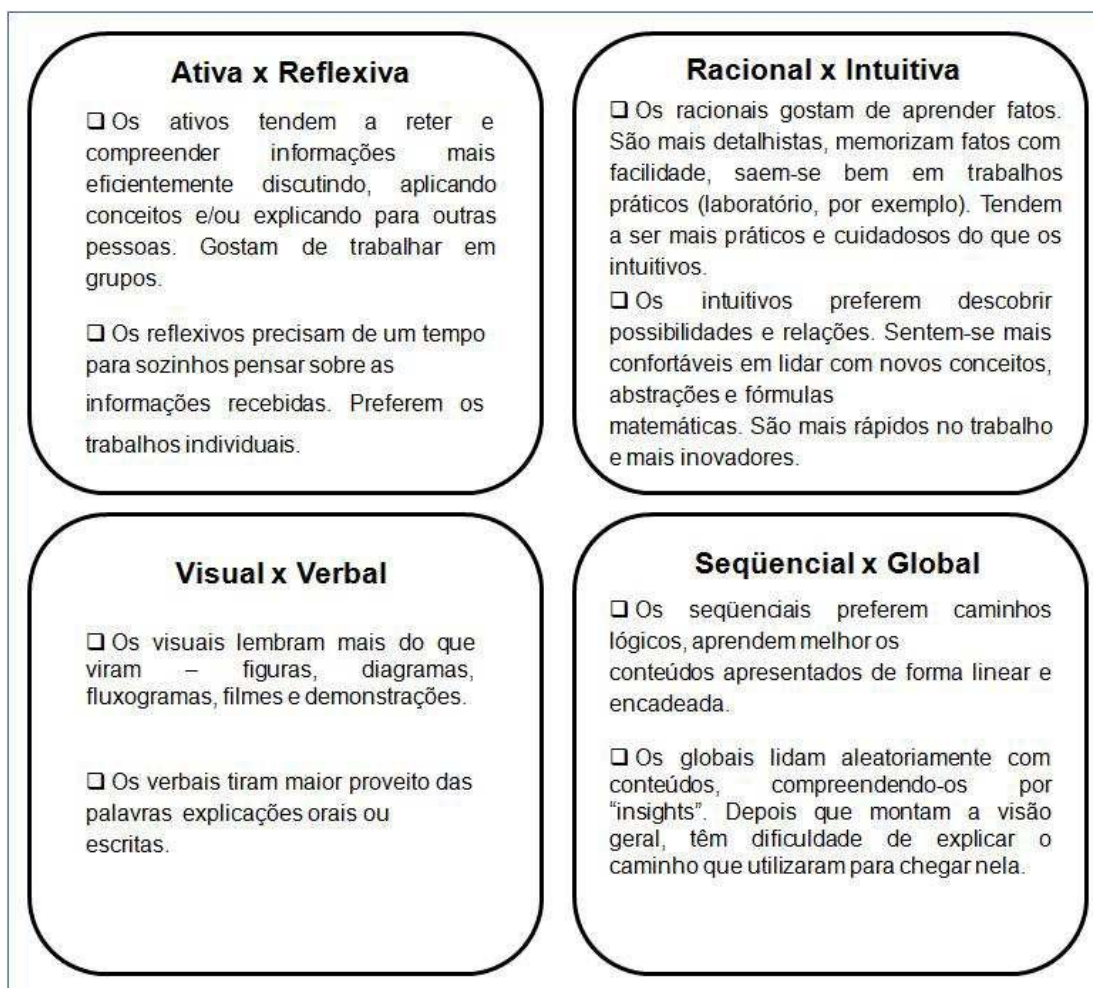 Ativa x Reflexiva
❑ Os ativos tendem a reter e
compreender informações mais
eficientemente discutindo, aplicando
conceitos e/ou explicando para outras
pessoas. Gostam de trabalhar em
grupos.
❑ Os reflexivos precisam de um tempo
para sozinhos pensar sobre as
informações recebidas. Preferem os
trabalhos individuais.
Racional x Intuitiva
❑ Os racionais gostam de aprender fatos.
São mais detalhistas, memorizam fatos com
facilidade, saem-se bem em trabalhos
práticos (laboratório, por exemplo). Tendem
a ser mais práticos e cuidadosos do que os
intuitivos.
❑ Os intuitivos preferem descobrir
possibilidades e relações. Sentem-se mais
confortáveis em lidar com novos conceitos,
abstrações e fórmulas
matemáticas. São mais rápidos no trabalho
e mais inovadores.
Visual x Verbal
❑ Os visuais lembram mais do que
viram – figuras, diagramas,
fluxogramas, filmes e demonstrações.
❑ Os verbais tiram maior proveito das
palavras explicações orais ou
escritas.
Seqüencial x Global
❑ Os seqüenciais preferem caminhos
lógicos, aprendem melhor os
conteúdos apresentados de forma linear e
encadeada.
❑ Os globais lidam aleatoriamente com
conteúdos, compreendendo-os por
“insights”. Depois que montam a visão
geral, têm dificuldade de explicar o
caminho que utilizaram para chegar nela.